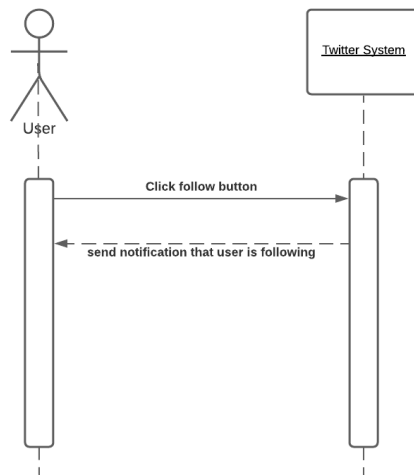 Twitter System
User
Click follow button
send notification that user is following